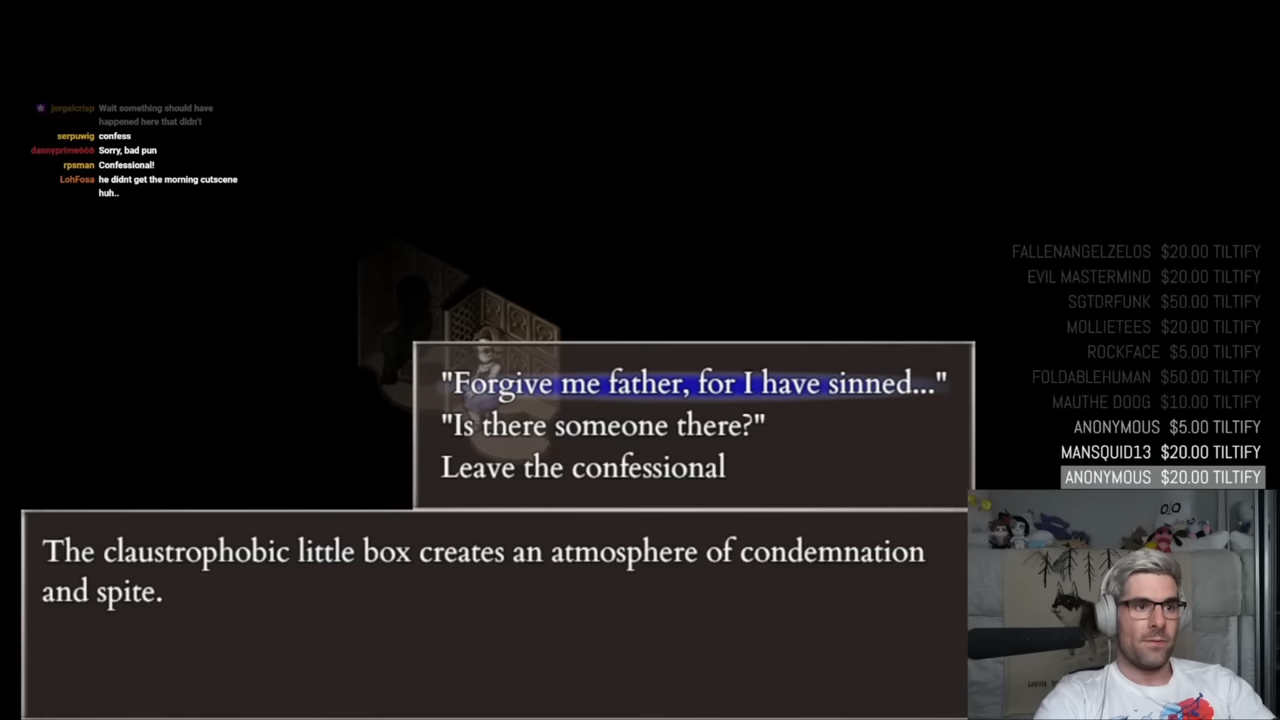 jorgelcrisp Wait something should have
happened here that didn't
serpuwig confess
dannyprime666 Sorry, bad pun
rpsman Confessional!
LohFosa he didnt get the morning cutscene
huh..
FALLENANGELZELOS $20.00 TILTIFY
EVIL MASTERMIND $20.00 TILTIFY
SGTDRFUNK $50.00 TILTIFY
MOLLIETEES $20.00 TILTIFY
ROCKFACE $5.00 TILTIFY
FOLDABLEHUMAN $50.00 TILTIFY
MAUTHE DOOG $10.00 TILTIFY
ANONYMOUS $5.00 TILTIFY
MANSQUID13 $20.00 TILTIFY
ANONYMOUS $20.00 TILTIFY
"Forgive me father, for I have sinned..."
"Is there someone there?"
Leave the confessional
The claustrophobic little box creates an atmosphere of condemnation
and spite.